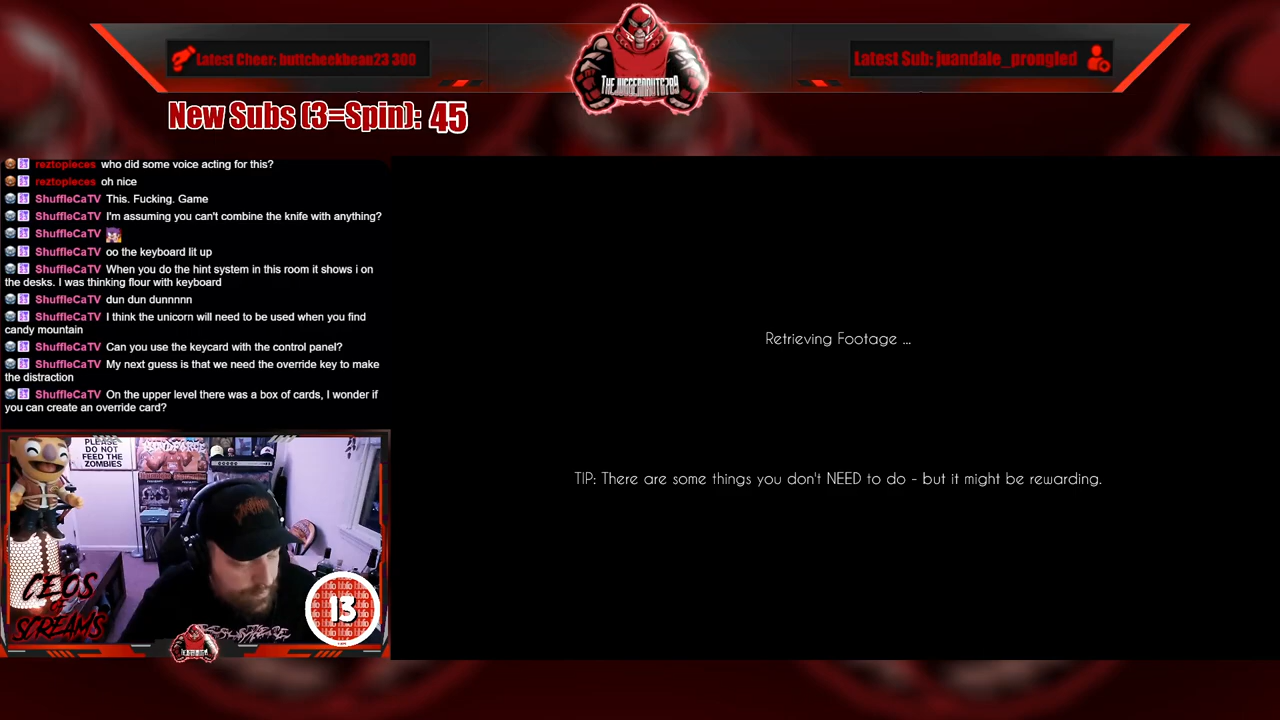 Latest Cheer: buttcheekbeau23 300
THEJUGGERNAUT6789
Latest Sub: juandale_prongled
New Subs (3=Spin): 45
reztopieces who did some voice acting for this?
reztopieces oh nice
ShuffleCaTV This. Fucking. Game
ShuffleCaTV I'm assuming you can't combine the knife with anything?
ShuffleCaTV
ShuffleCaTV oo the keyboard lit up
ShuffleCaTV When you do the hint system in this room it shows i on
the desks. I was thinking flour with keyboard
ShuffleCaTV dun dun dunnnnn
ShuffleCaTV I think the unicorn will need to be used when you find
candy mountain
ShuffleCaTV Can you use the keycard with the control panel?
ShuffleCaTV My next guess is that we need the override key to make
the distraction
ShuffleCaTV On the upper level there was a box of cards, I wonder if
you can create an override card?
Retrieving Footage ...
TIP: There are some things you don't NEED to do - but it might be rewarding.
PLEASE
DO NOT
FEED THE
ZOMBIES
CEOS
OF
SCREAMS
13